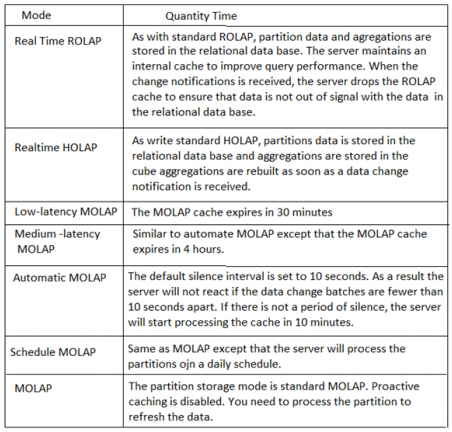 Mode Quantity Time
Real Time ROLAP As with standard ROLAP, partition data and agregations are
stored in the relational data base. The server maintains an
internal cache to improve query performance. When the
change notifications is received, the server drops the ROLAP
cache to ensure that data is not out of signal with the data in
the relational data base.
Realtime HOLAP As write standard HOLAP, partitions data is stored in the
relational data base and aggregations are stored in the
cube aggregations are rebuilt as soon as a data change
notification is received.
Low-latency MOLAP The MOLAP cache expires in 30 minutes
Medium -latency Similar to automate MOLAP except that the MOLAP cache
MOLAP expires in 4 hours.
Automatic MOLAP The default silence interval is set to 10 seconds. As a result the
server will not react if the data change batches are fewer than
10 seconds apart. If there is not a period of silence, the server
will start processing the cache in 10 minutes.
Schedule MOLAP Same as MOLAP except that the server will process the
partitions ojn a daily schedule.
MOLAP The partition storage mode is standard MOLAP. Proactive
caching is disabled. You need to process the partition to
refresh the data.